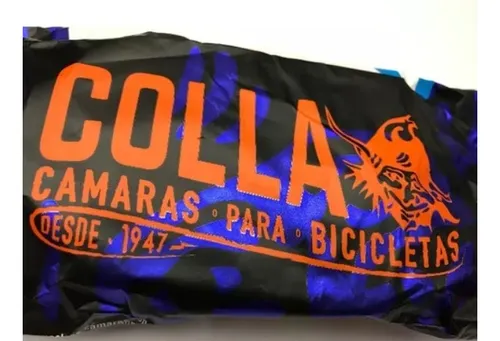 COLLA
CAMARAS · PARA · BICICLETAS
DESDE · 1947